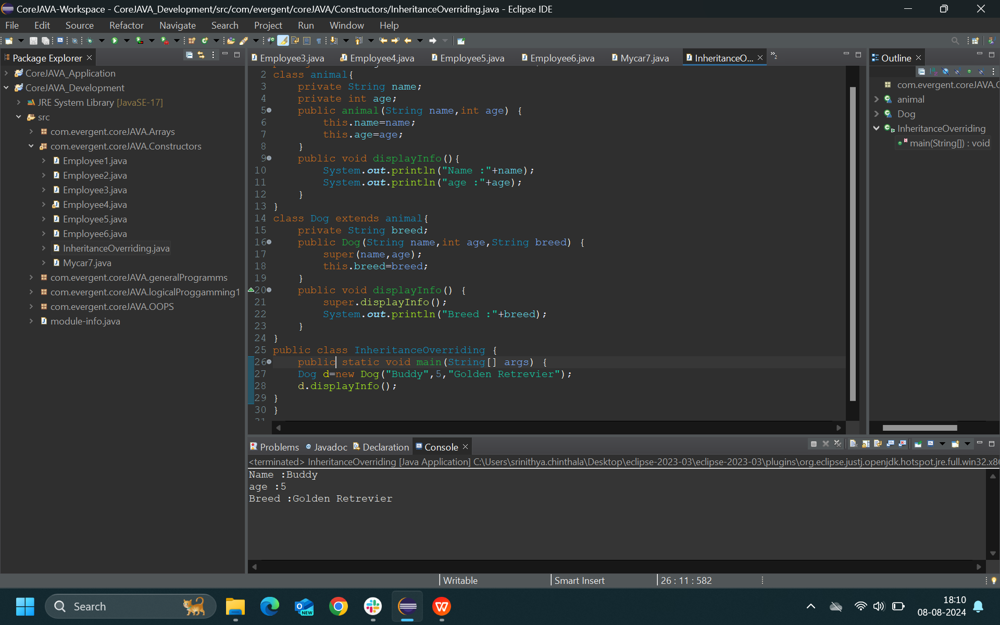 CoreJAVA-Workspace - CoreJAVA_Development/src/com/evergent/coreJAVA/Constructors/InheritanceOverriding.java - Eclipse IDE
File Edit Source Refactor Navigate Search Project Run Window Help
Package Explorer
CoreJAVA_Application
CoreJAVA_Development
JRE System Library [JavaSE-17]
src
com.evergent.coreJAVA.Arrays
com.evergent.coreJAVA.Constructors
Employee1.java
Employee2.java
Employee3.java
Employee4.java
Employee5.java
Employee6.java
InheritanceOverriding.java
Mycar7.java
com.evergent.coreJAVA.generalProgramms
com.evergent.coreJAVA.logicalProggamming1
com.evergent.coreJAVA.OOPS
module-info.java
Employee3.java Employee4.java Employee5.java Employee6.java Mycar7.java InheritanceO... »2
2 class animal{
3     private String name;
4     private int age;
5     public animal(String name,int age) {
6         this.name=name;
7         this.age=age;
8     }
9     public void displayInfo(){
10         System.out.println("Name :"+name);
11         System.out.println("age :"+age);
12     }
13 }
14 class Dog extends animal{
15     private String breed;
16     public Dog(String name,int age,String breed) {
17         super(name,age);
18         this.breed=breed;
19     }
20     public void displayInfo() {
21         super.displayInfo();
22         System.out.println("Breed :"+breed);
23     }
24 }
25 public class InheritanceOverriding {
26     public static void main(String[] args) {
27     Dog d=new Dog("Buddy",5,"Golden Retrevier");
28     d.displayInfo();
29 }
30 }
31
Outline
com.evergent.coreJAVA.C
animal
Dog
InheritanceOverriding
main(String[]) : void
Problems Javadoc Declaration Console
<terminated> InheritanceOverriding [Java Application] C:\Users\srinithya.chinthala\Desktop\eclipse-2023-03\eclipse-2023-03\plugins\org.eclipse.justj.openjdk.hotspot.jre.full.win32.x86
Name :Buddy
age :5
Breed :Golden Retrevier
Writable Smart Insert 26 : 11 : 582
Search
NEW
18:10
08-08-2024